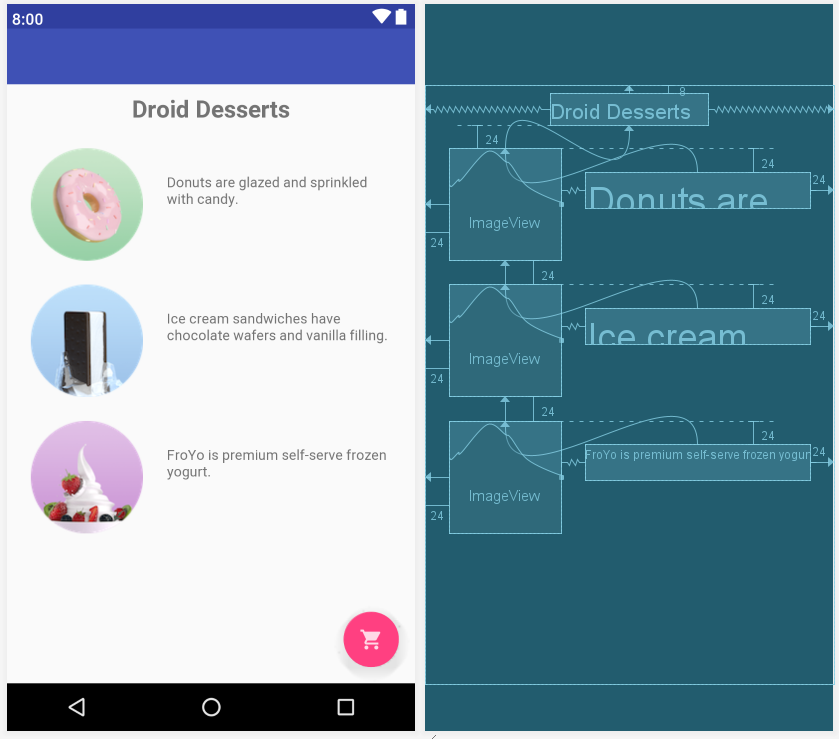 8:00
Droid Desserts
Donuts are glazed and sprinkled
with candy.
Ice cream sandwiches have
chocolate wafers and vanilla filling.
FroYo is premium self-serve frozen
yogurt.
8
Droid Desserts
24
24
Donuts are
24
ImageView
24
24
24
Ice cream
24
ImageView
24
24
24
FroYo is premium self-serve frozen yogur
24
ImageView
24